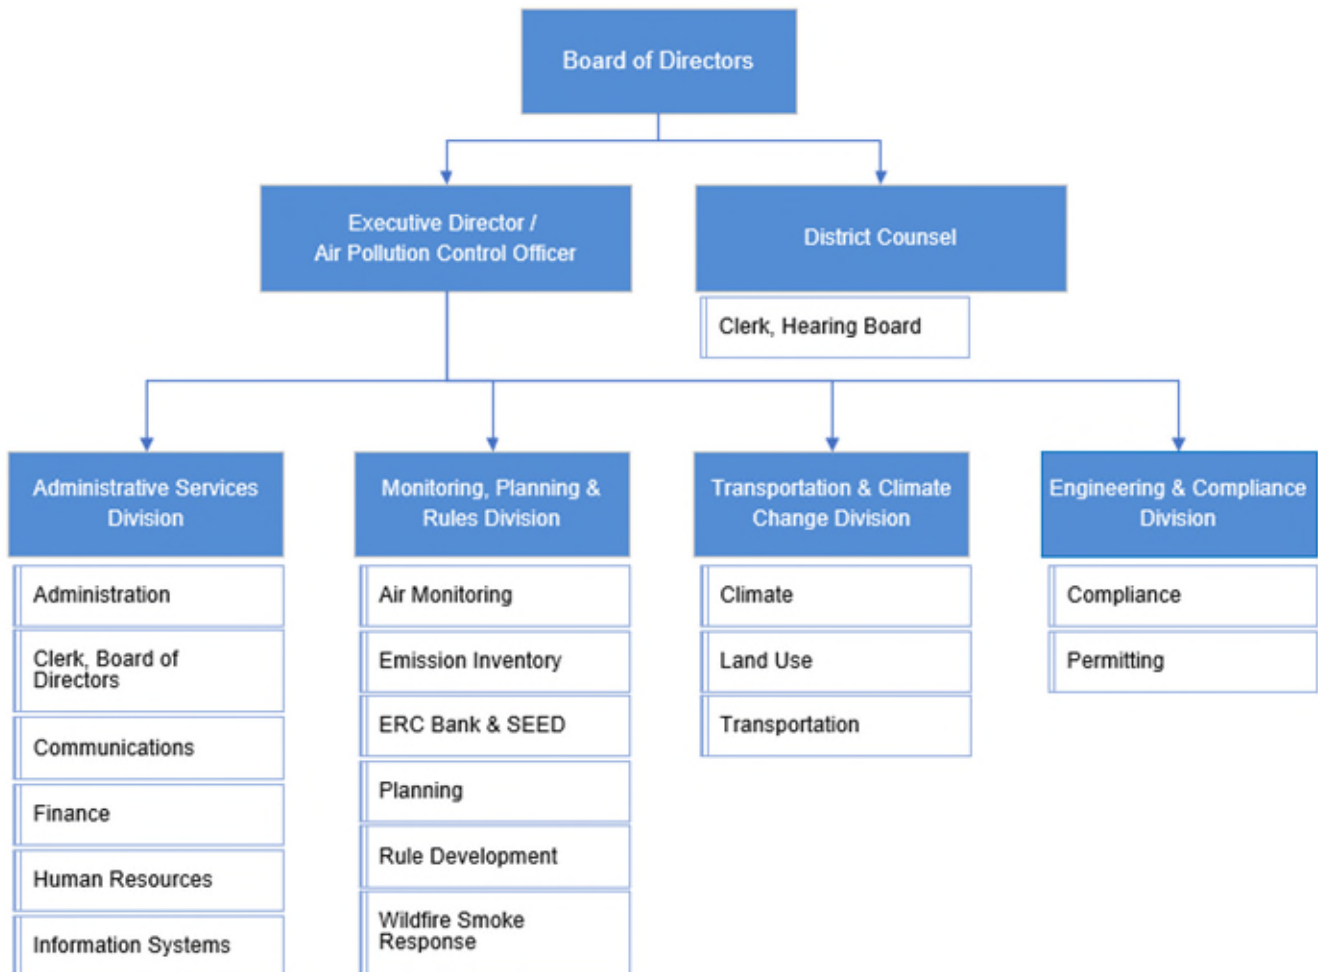 Board of Directors
Executive Director /
Air Pollution Control Officer
District Counsel
Clerk, Hearing Board
Administrative Services
Division
Administration
Clerk, Board of
Directors
Communications
Finance
Human Resources
Information Systems
Monitoring, Planning &
Rules Division
Air Monitoring
Emission Inventory
ERC Bank & SEED
Planning
Rule Development
Wildfire Smoke
Response
Transportation & Climate
Change Division
Climate
Land Use
Transportation
Engineering & Compliance
Division
Compliance
Permitting